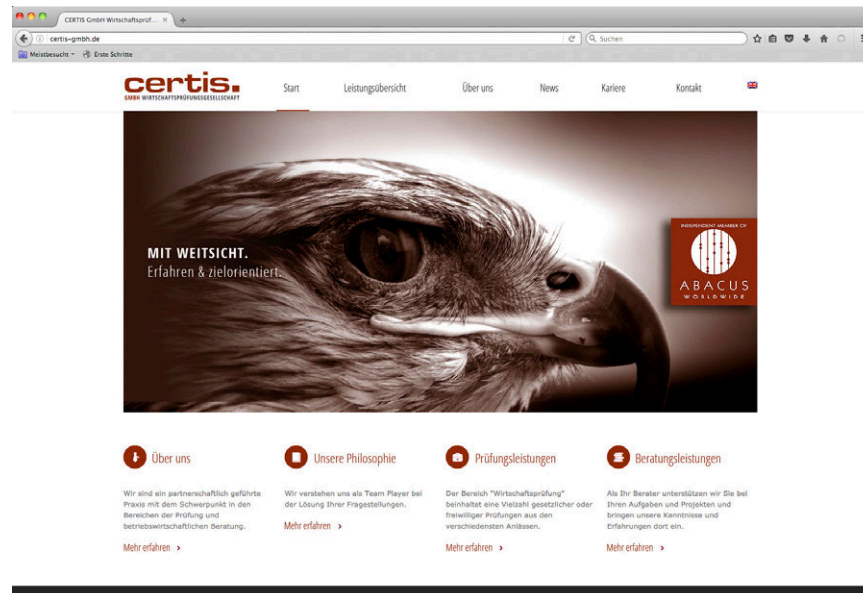 CERTIS GmbH Wirtschaftsprüf...
certis-gmbh.de
Suchen
Meistbesucht
Erste Schritte
certis.
GMBH WIRTSCHAFTSPRÜFUNGSGESELLSCHAFT
Start
Leistungsübersicht
Über uns
News
Kariere
Kontakt
MIT WEITSICHT.
Erfahren & zielorientiert.
INDEPENDENT MEMBER OF
ABACUS
WORLDWIDE
Über uns
Wir sind ein partnerschaftlich geführte
Praxis mit dem Schwerpunkt in den
Bereichen der Prüfung und
betriebswirtschaftlichen Beratung.
Mehr erfahren ›
Unsere Philosophie
Wir verstehen uns als Team Player bei
der Lösung Ihrer Fragestellungen.
Mehr erfahren ›
Prüfungsleistungen
Der Bereich "Wirtschaftsprüfung"
beinhaltet eine Vielzahl gesetzlicher oder
freiwilliger Prüfungen aus den
verschiedensten Anlässen.
Mehr erfahren ›
Beratungsleistungen
Als Ihr Berater unterstützen wir Sie bei
Ihren Aufgaben und Projekten und
bringen unsere Kenntnisse und
Erfahrungen dort ein.
Mehr erfahren ›